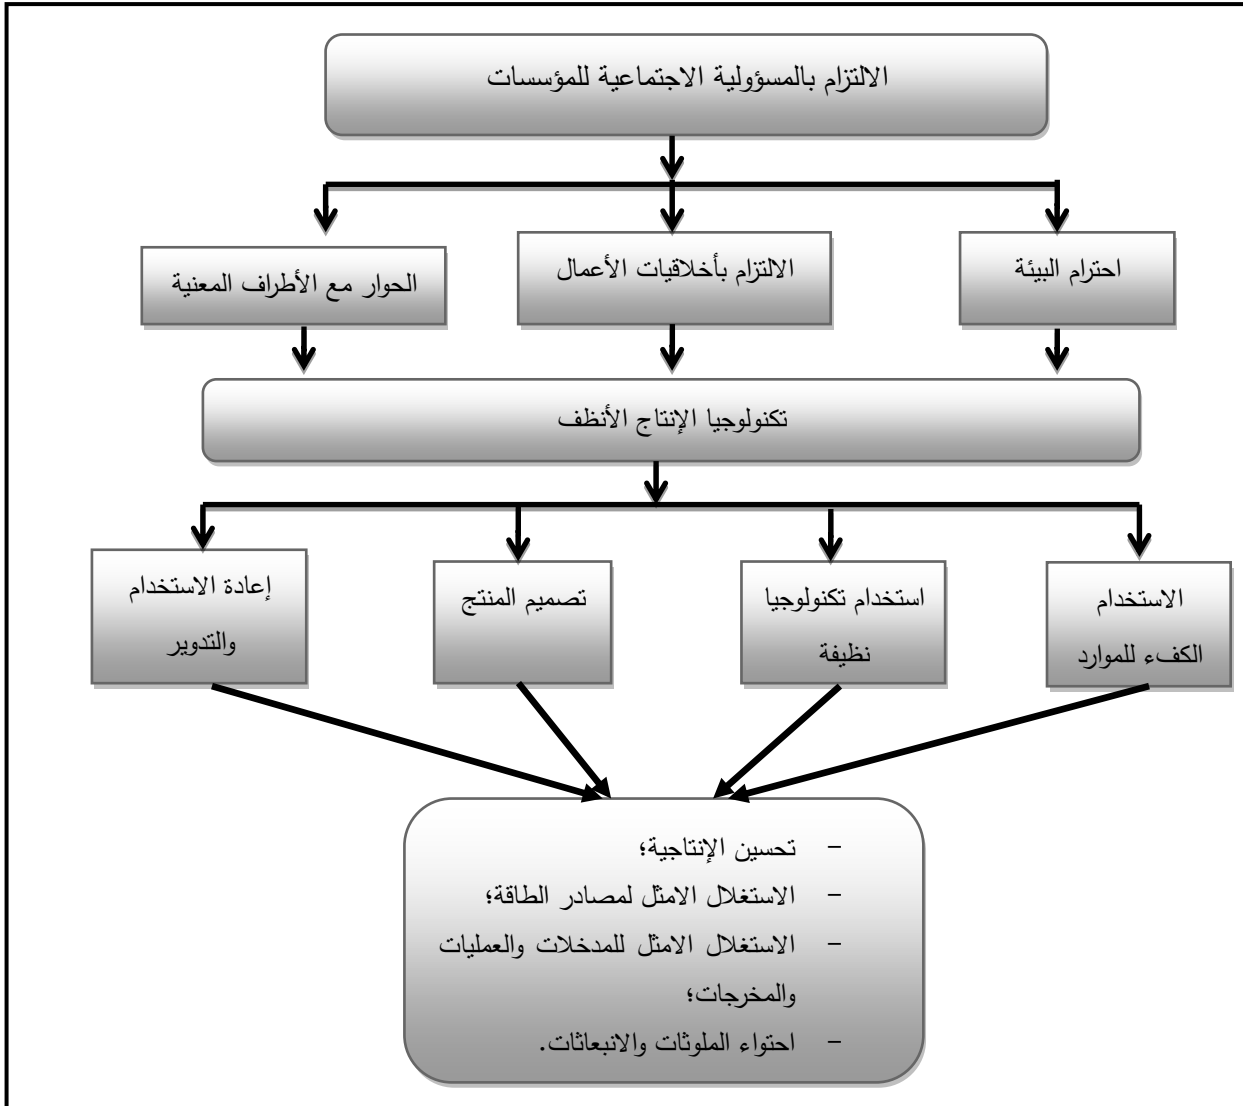 الالتزام بالمسؤولية الاجتماعية للمؤسسات
احترام البيئة
الالتزام بأخلاقيات الأعمال
الحوار مع الأطراف المعنية
تكنولوجيا الإنتاج الأنظف
الاستخدام
الكفء للموارد
استخدام تكنولوجيا
نظيفة
تصميم المنتج
إعادة الاستخدام
والتدوير
- تحسين الإنتاجية؛
- الاستغلال الامثل لمصادر الطاقة؛
- الاستغلال الامثل للمدخلات والعمليات
والمخرجات؛
- احتواء الملوثات والانبعاثات.